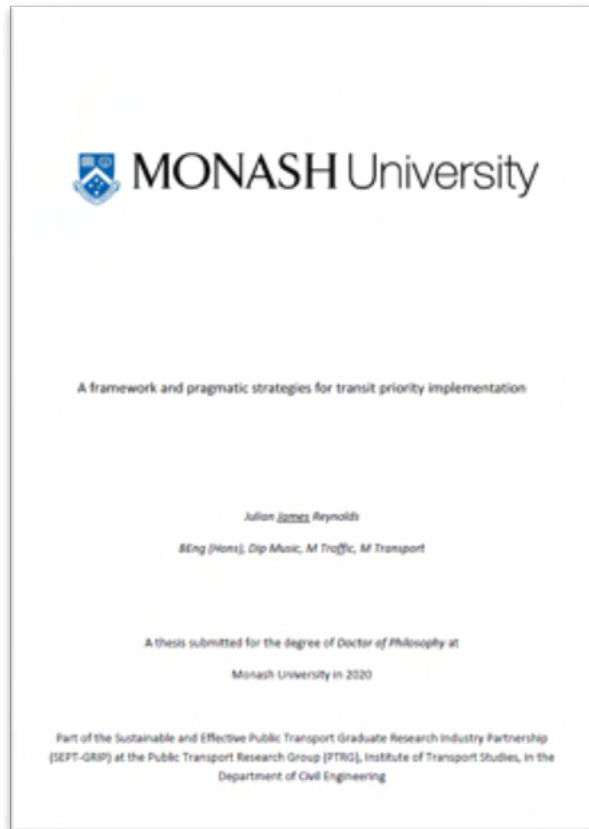 MONASH University
A framework and pragmatic strategies for transit priority implementation
Julian James Reynolds
BEng (Hons), Dip Music, M Traffic, M Transport
A thesis submitted for the degree of Doctor of Philosophy at
Monash University in 2020
Part of the Sustainable and Effective Public Transport Graduate Research Industry Partnership
(SEPT-GRIP) at the Public Transport Research Group (PTRG), Institute of Transport Studies, in the
Department of Civil Engineering